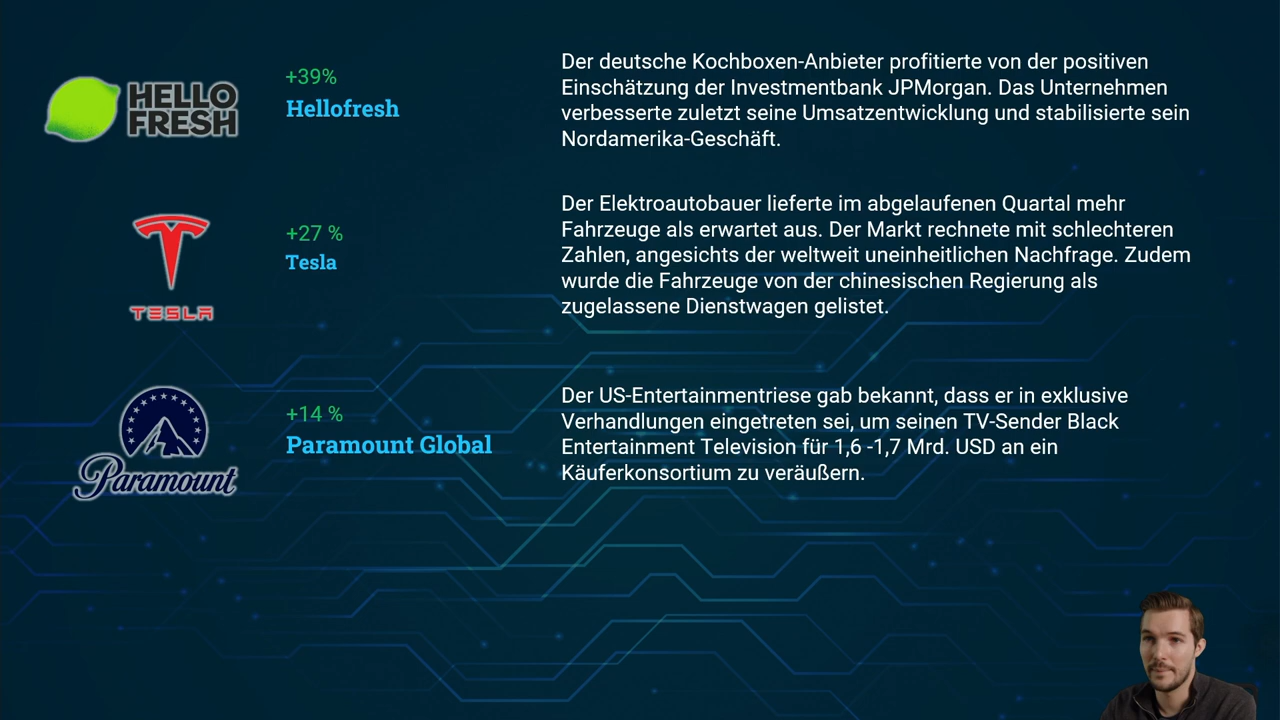 HELLO
FRESH
+39%
Hellofresh
Der deutsche Kochboxen-Anbieter profitierte von der positiven
Einschätzung der Investmentbank JPMorgan. Das Unternehmen
verbesserte zuletzt seine Umsatzentwicklung und stabilisierte sein
Nordamerika-Geschäft.
TESLA
+27 %
Tesla
Der Elektroautobauer lieferte im abgelaufenen Quartal mehr
Fahrzeuge als erwartet aus. Der Markt rechnete mit schlechteren
Zahlen, angesichts der weltweit uneinheitlichen Nachfrage. Zudem
wurde die Fahrzeuge von der chinesischen Regierung als
zugelassene Dienstwagen gelistet.
Paramount
+14 %
Paramount Global
Der US-Entertainmentriese gab bekannt, dass er in exklusive
Verhandlungen eingetreten sei, um seinen TV-Sender Black
Entertainment Television für 1,6 -1,7 Mrd. USD an ein
Käuferkonsortium zu veräußern.